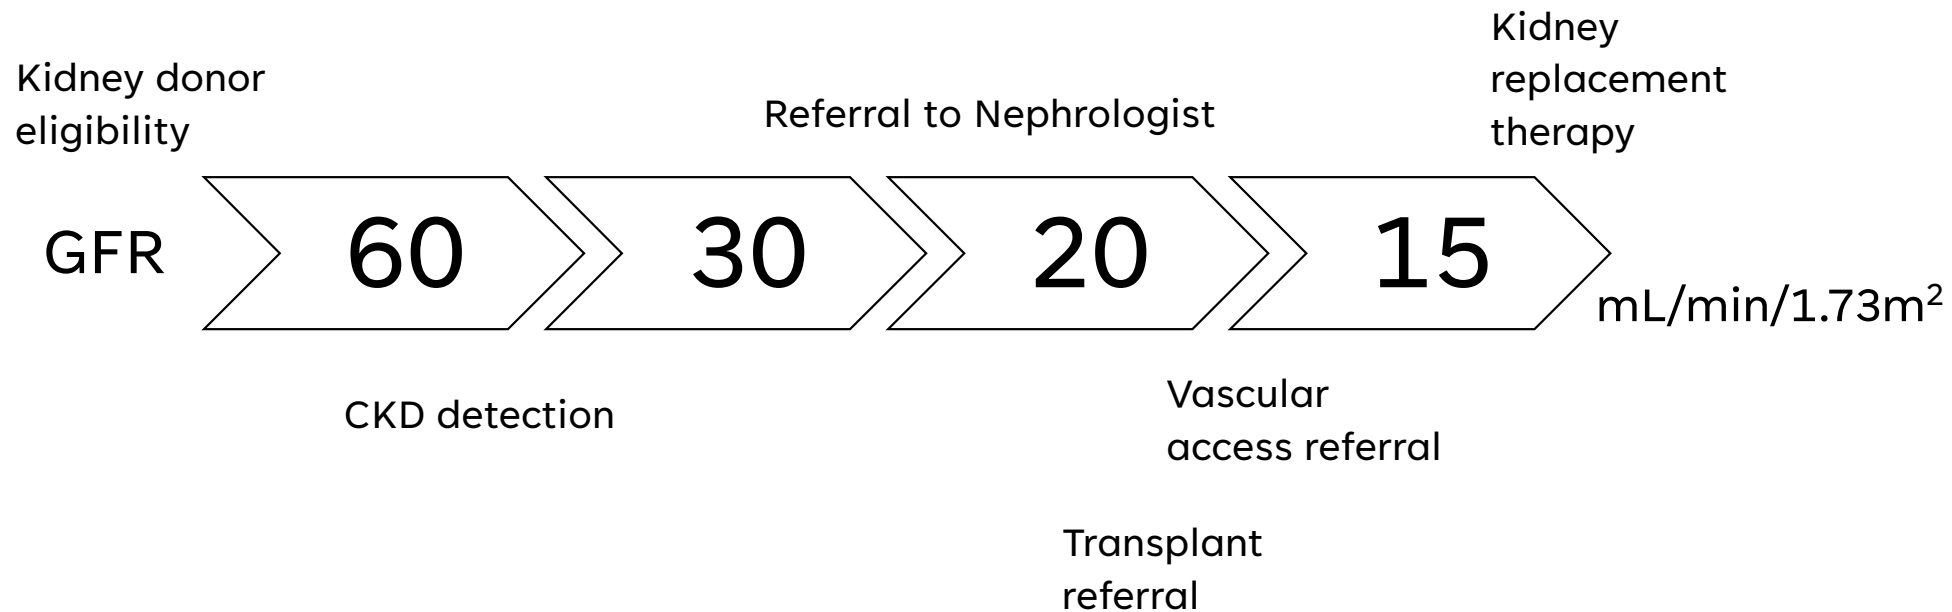 Kidney donor
eligibility
Referral to Nephrologist
Kidney
replacement
therapy
GFR
60
30
20
15
mL/min/1.73m²
CKD detection
Vascular
access referral
Transplant
referral